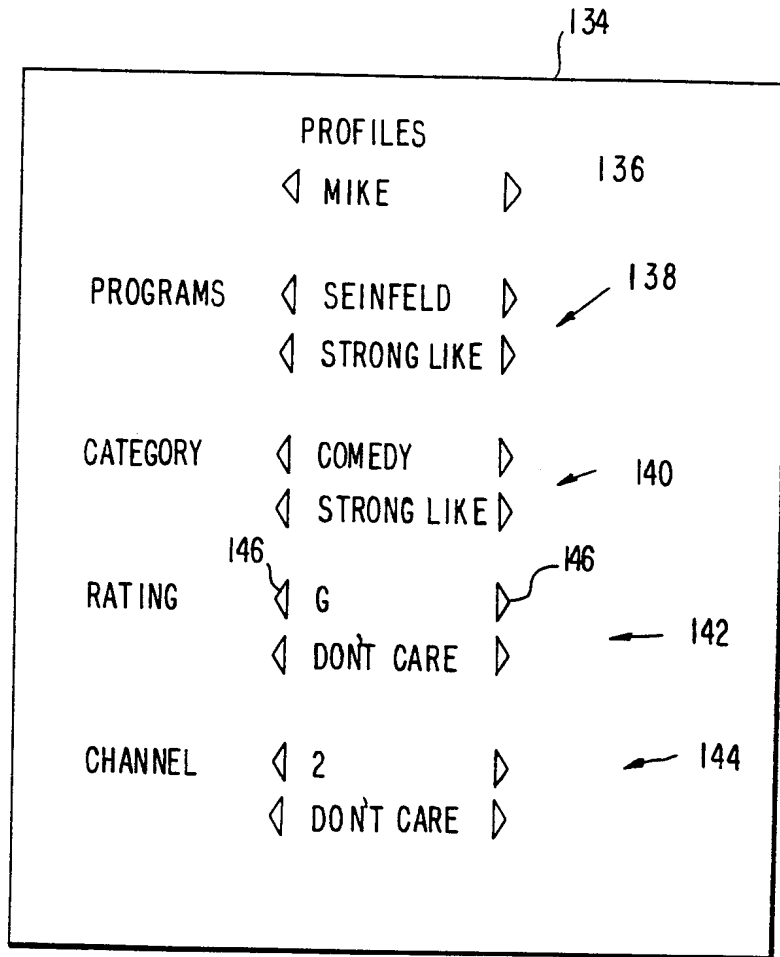 134
PROFILES
MIKE 136
PROGRAMS SEINFELD 138
STRONG LIKE
CATEGORY COMEDY 140
STRONG LIKE
146 146
RATING G
DON'T CARE 142
CHANNEL 2 144
DON'T CARE